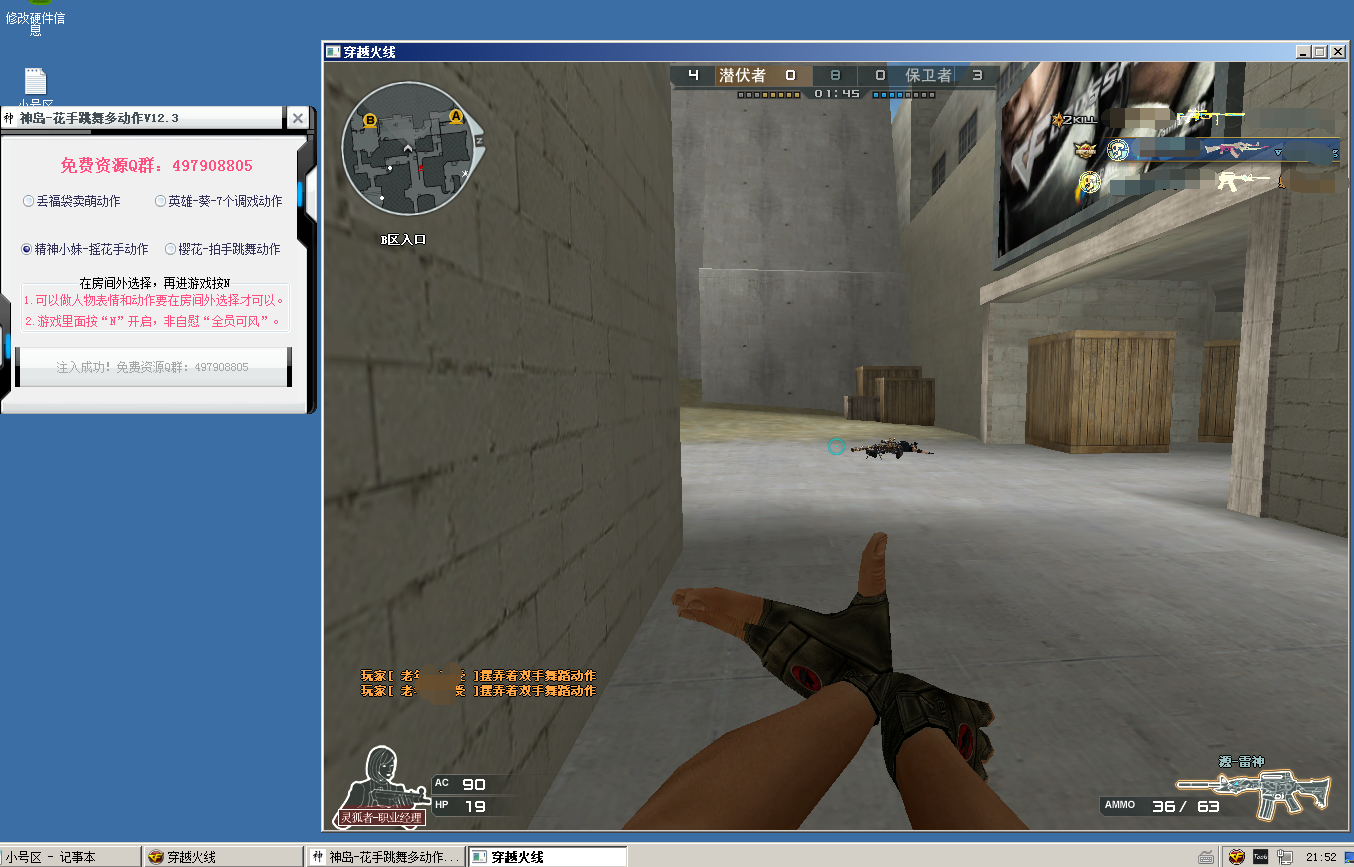 修改硬件信
息
小号区
神岛-花手跳舞多动作V12.3
免费资源Q群：497908805
丢福袋卖萌动作
英雄-葵-7个调戏动作
精神小妹-摇花手动作
樱花-拍手跳舞动作
在房间外选择，再进游戏按N
1.可以做人物表情和动作要在房间外选择才可以。
2.游戏里面按“N”开启，非自慰“全员可风”。
注入成功！免费资源Q群：497908805
穿越火线
4 潜伏者 0 8 0 保卫者 3
01:45
B
A
N
B区入口
2KILL
玩家[ 老 ]摆弄着双手舞蹈动作
玩家[ 老 ]摆弄着双手舞蹈动作
AC 90
HP 19
灵狐者-职业经理
源-雷神
AMMO 36 / 63
小号区 - 记事本
穿越火线
神岛-花手跳舞多动作...
穿越火线
21:52